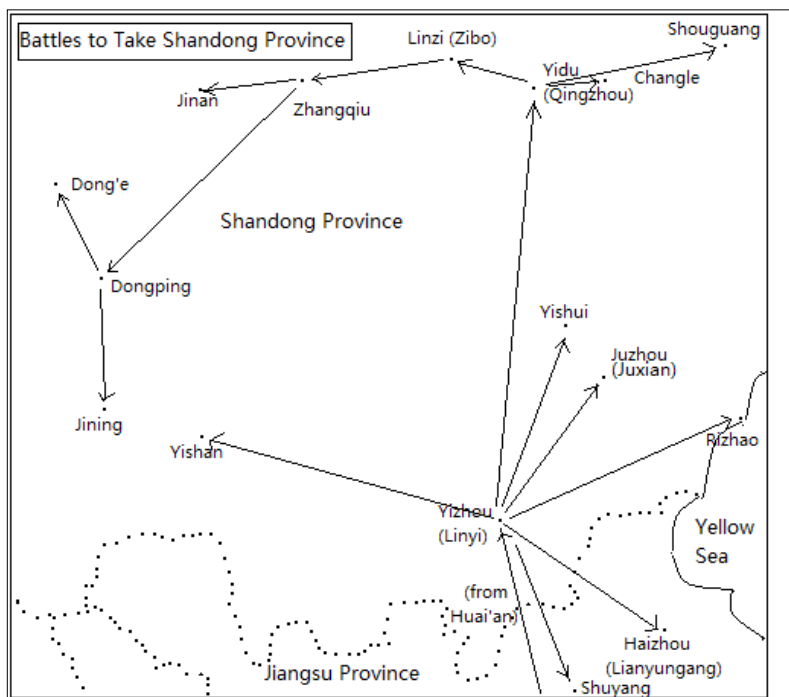 Battles to Take Shandong Province
Shouguang
Linzi (Zibo)
Yidu
(Qingzhou)
Changle
Jinan
Zhangqiu
Dong'e
Shandong Province
Dongping
Yishui
Juzhou
(Juxian)
Jining
Yishan
Rizhao
Yizhou
(Linyi)
Yellow
Sea
(from
Huai'an)
Haizhou
(Lianyungang)
Jiangsu Province
Shuyang